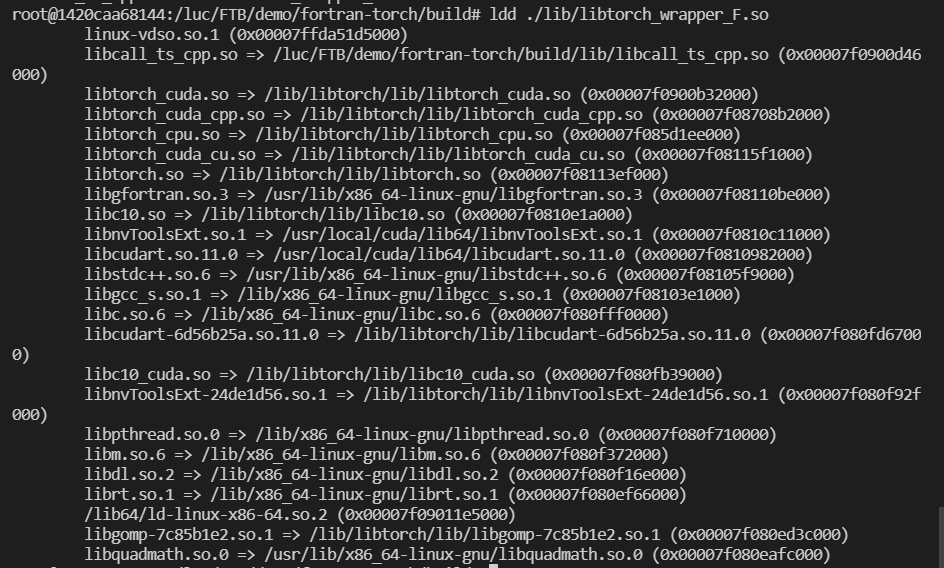 root@1420caa68144:/luc/FTB/demo/fortran-torch/build# ldd ./lib/libtorch_wrapper_F.so
linux-vdso.so.1 (0x00007ffda51d5000)
libcall_ts_cpp.so => /luc/FTB/demo/fortran-torch/build/lib/libcall_ts_cpp.so (0x00007f0900d46
000)
libtorch_cuda.so => /lib/libtorch/lib/libtorch_cuda.so (0x00007f0900b32000)
libtorch_cuda_cpp.so => /lib/libtorch/lib/libtorch_cuda_cpp.so (0x00007f08708b2000)
libtorch_cpu.so => /lib/libtorch/lib/libtorch_cpu.so (0x00007f085d1ee000)
libtorch_cuda_cu.so => /lib/libtorch/lib/libtorch_cuda_cu.so (0x00007f08115f1000)
libtorch.so => /lib/libtorch/lib/libtorch.so (0x00007f08113ef000)
libgfortran.so.3 => /usr/lib/x86_64-linux-gnu/libgfortran.so.3 (0x00007f08110be000)
libc10.so => /lib/libtorch/lib/libc10.so (0x00007f0810e1a000)
libnvToolsExt.so.1 => /usr/local/cuda/lib64/libnvToolsExt.so.1 (0x00007f0810c11000)
libcudart.so.11.0 => /usr/local/cuda/lib64/libcudart.so.11.0 (0x00007f0810982000)
libstdc++.so.6 => /usr/lib/x86_64-linux-gnu/libstdc++.so.6 (0x00007f08105f9000)
libgcc_s.so.1 => /lib/x86_64-linux-gnu/libgcc_s.so.1 (0x00007f08103e1000)
libc.so.6 => /lib/x86_64-linux-gnu/libc.so.6 (0x00007f080fff0000)
libcudart-6d56b25a.so.11.0 => /lib/libtorch/lib/libcudart-6d56b25a.so.11.0 (0x00007f080fd6700
0)
libc10_cuda.so => /lib/libtorch/lib/libc10_cuda.so (0x00007f080fb39000)
libnvToolsExt-24de1d56.so.1 => /lib/libtorch/lib/libnvToolsExt-24de1d56.so.1 (0x00007f080f92f
000)
libpthread.so.0 => /lib/x86_64-linux-gnu/libpthread.so.0 (0x00007f080f710000)
libm.so.6 => /lib/x86_64-linux-gnu/libm.so.6 (0x00007f080f372000)
libdl.so.2 => /lib/x86_64-linux-gnu/libdl.so.2 (0x00007f080f16e000)
librt.so.1 => /lib/x86_64-linux-gnu/librt.so.1 (0x00007f080ef66000)
/lib64/ld-linux-x86-64.so.2 (0x00007f09011e5000)
libgomp-7c85b1e2.so.1 => /lib/libtorch/lib/libgomp-7c85b1e2.so.1 (0x00007f080ed3c000)
libquadmath.so.0 => /usr/lib/x86_64-linux-gnu/libquadmath.so.0 (0x00007f080eafc000)